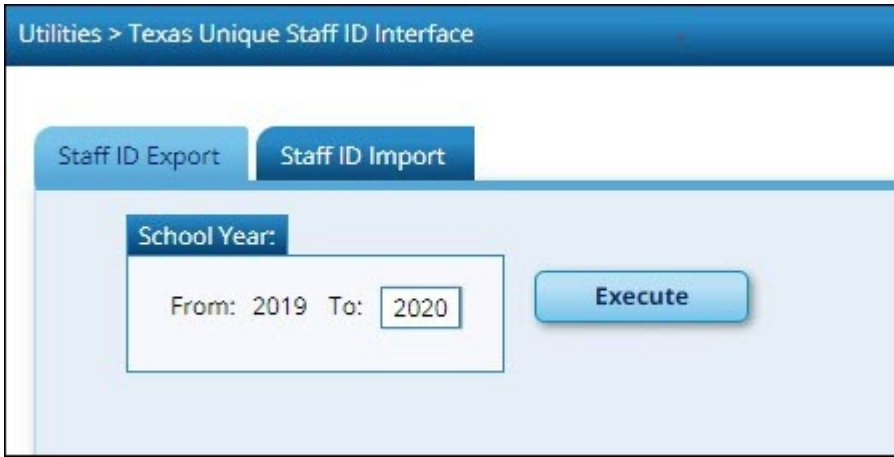 Utilities > Texas Unique Staff ID Interface
Staff ID Export Staff ID Import
School Year:
From: 2019 To: 2020 Execute